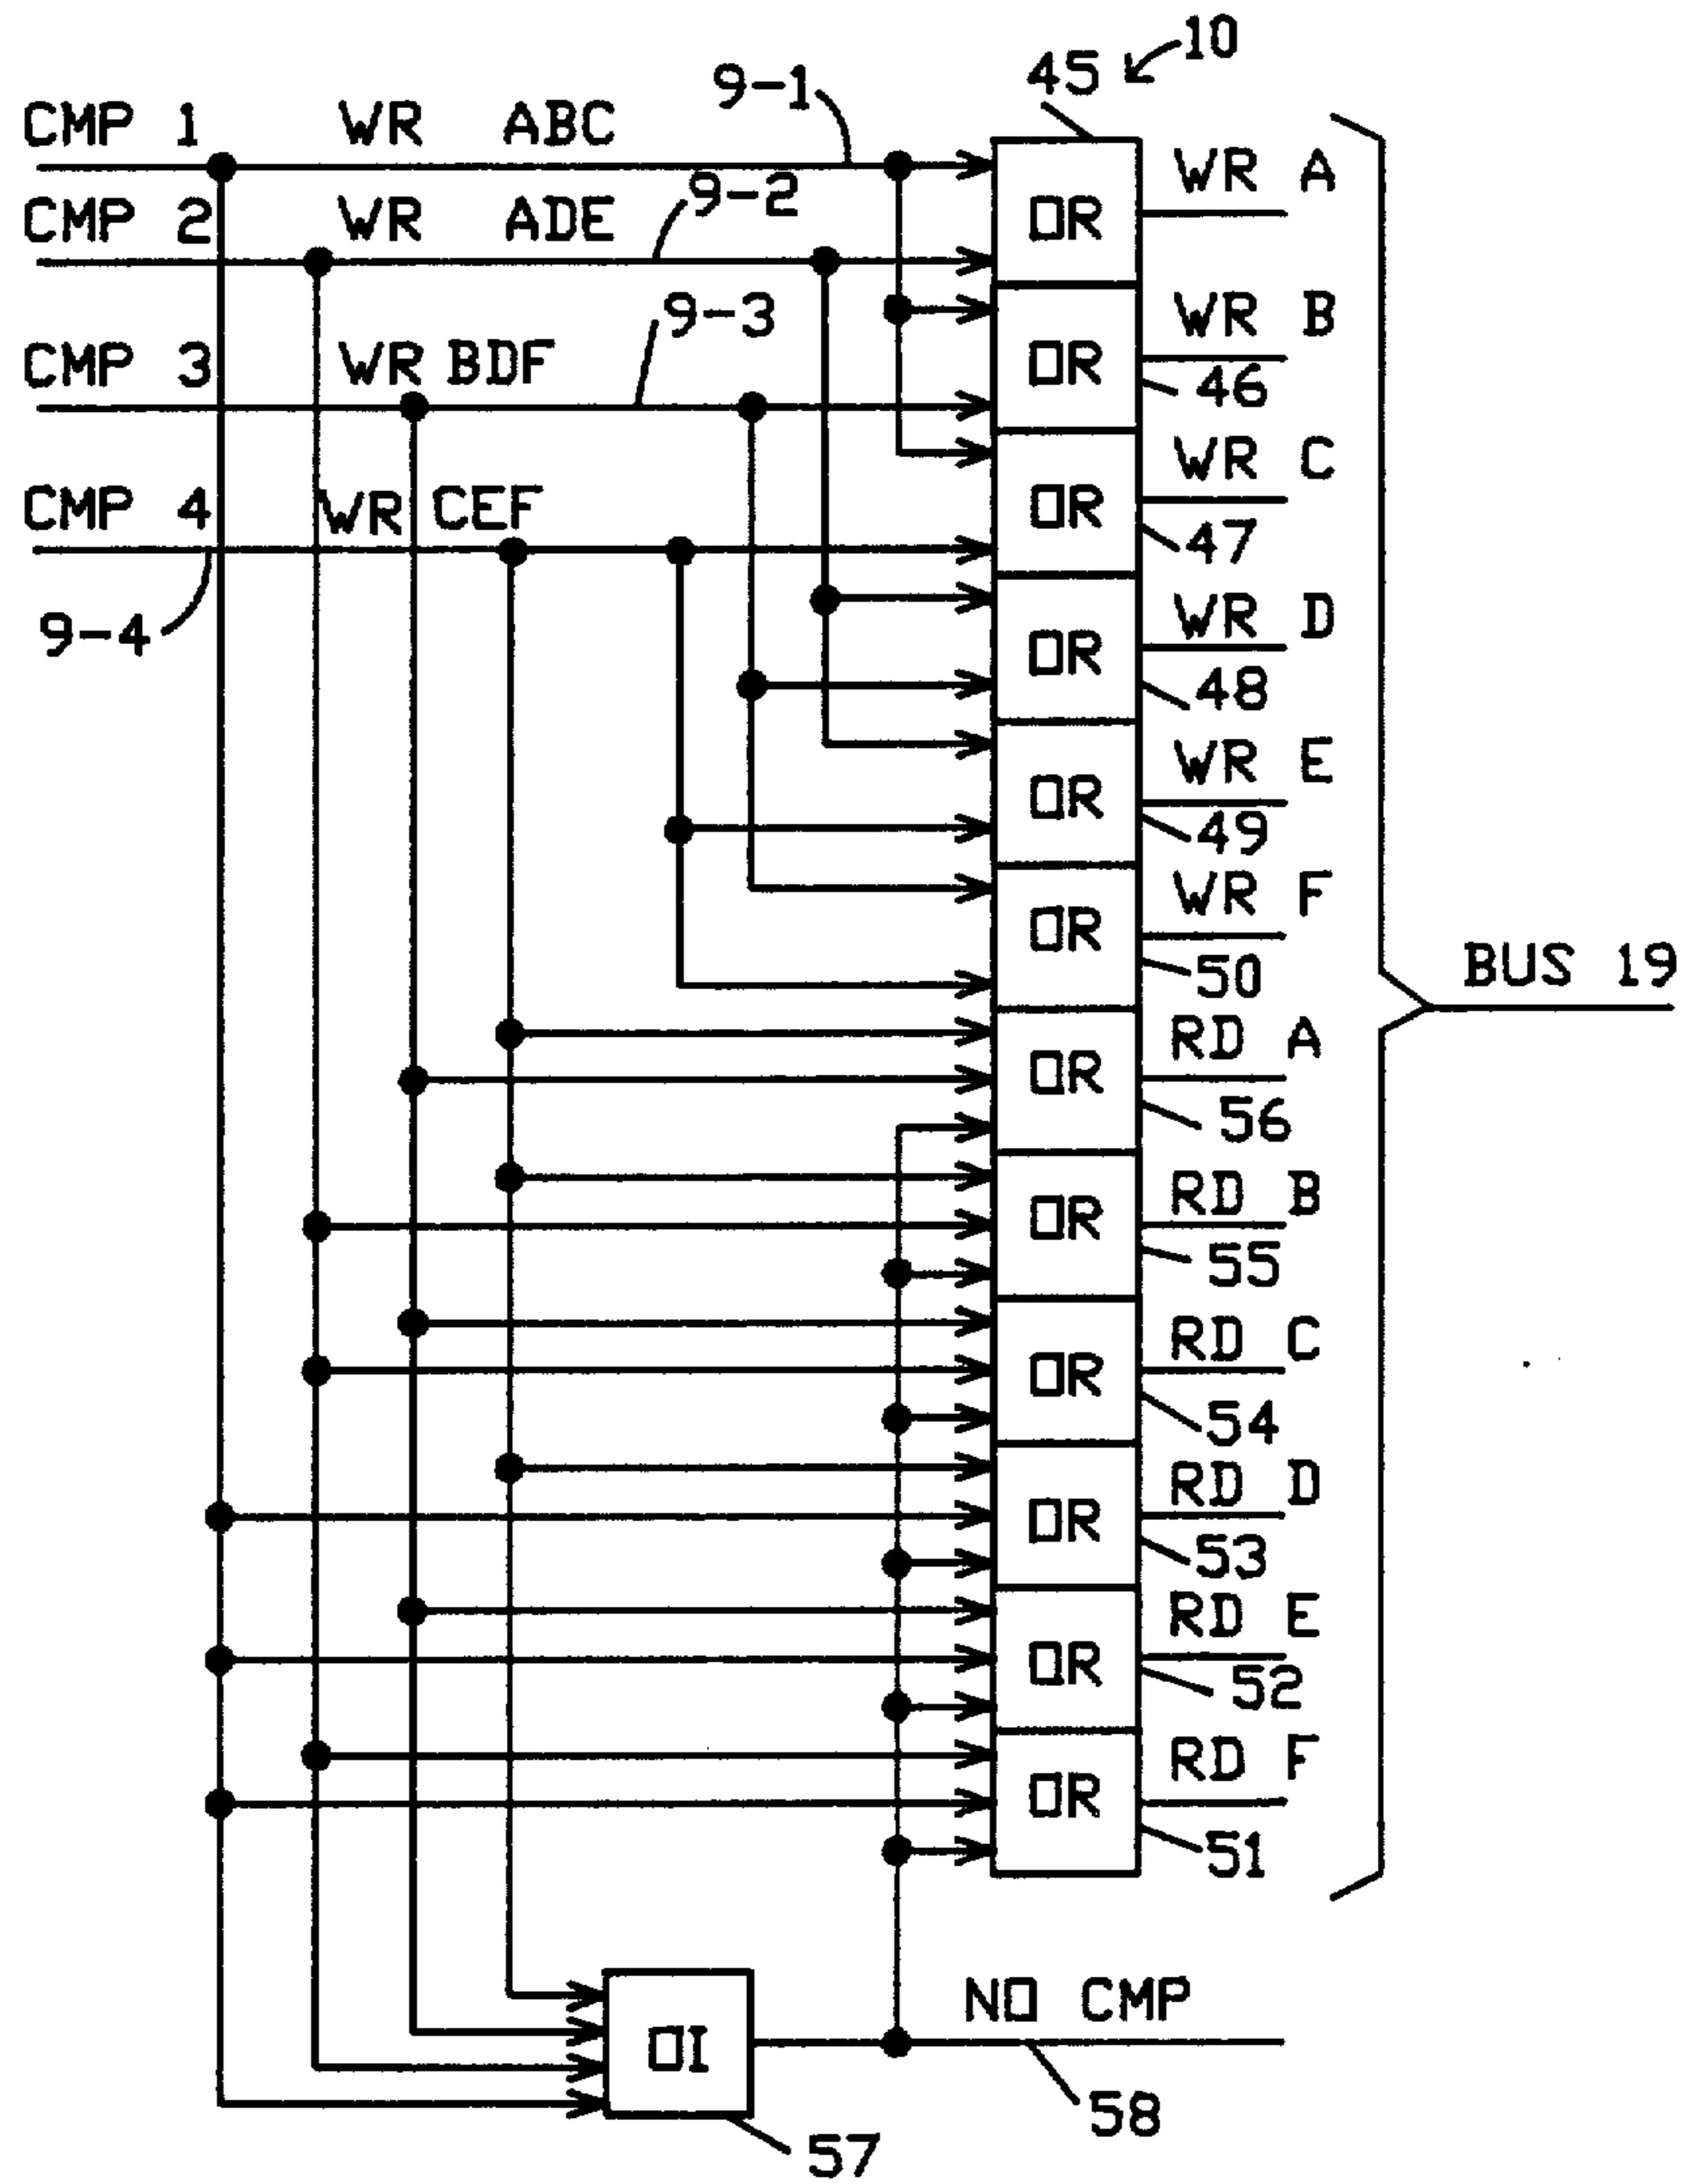 10
45
9-1
CMP 1 WR ABC
9-2
CMP 2 WR ADE
9-3
CMP 3 WR BDF
CMP 4 WR CEF
9-4
OR WR A
OR WR B
46
OR WR C
47
OR WR D
48
OR WR E
49
OR WR F
50
BUS 19
OR RD A
56
OR RD B
55
OR RD C
54
OR RD D
53
OR RD E
52
OR RD F
51
NO CMP
OI
58
57